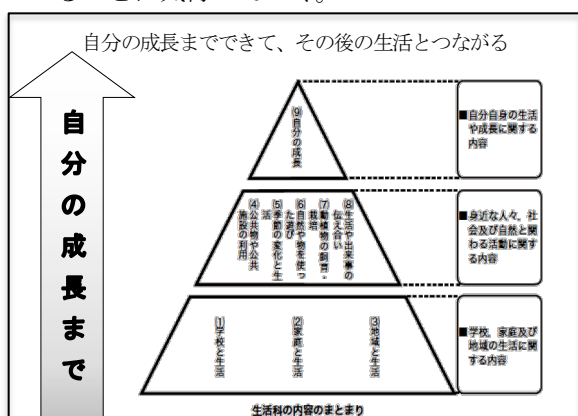 自分の成長までできて、その後の生活とつながる
自分の成長まで
⑼自分の成長
■自分自身の生活
や成長に関する
内容
⑷公共物や公共
施設の利用
⑸季節の変化と生
活
⑹自然や物を使っ
た遊び
⑺動植物の飼育・
栽培
⑻生活や出来事の
伝え合い
■身近な人々、社
会及び自然と関
わる活動に関す
る内容
⑴学校と生活
⑵家庭と生活
⑶地域と生活
■学校、家庭及び
地域の生活に関
する内容
生活科の内容のまとまり